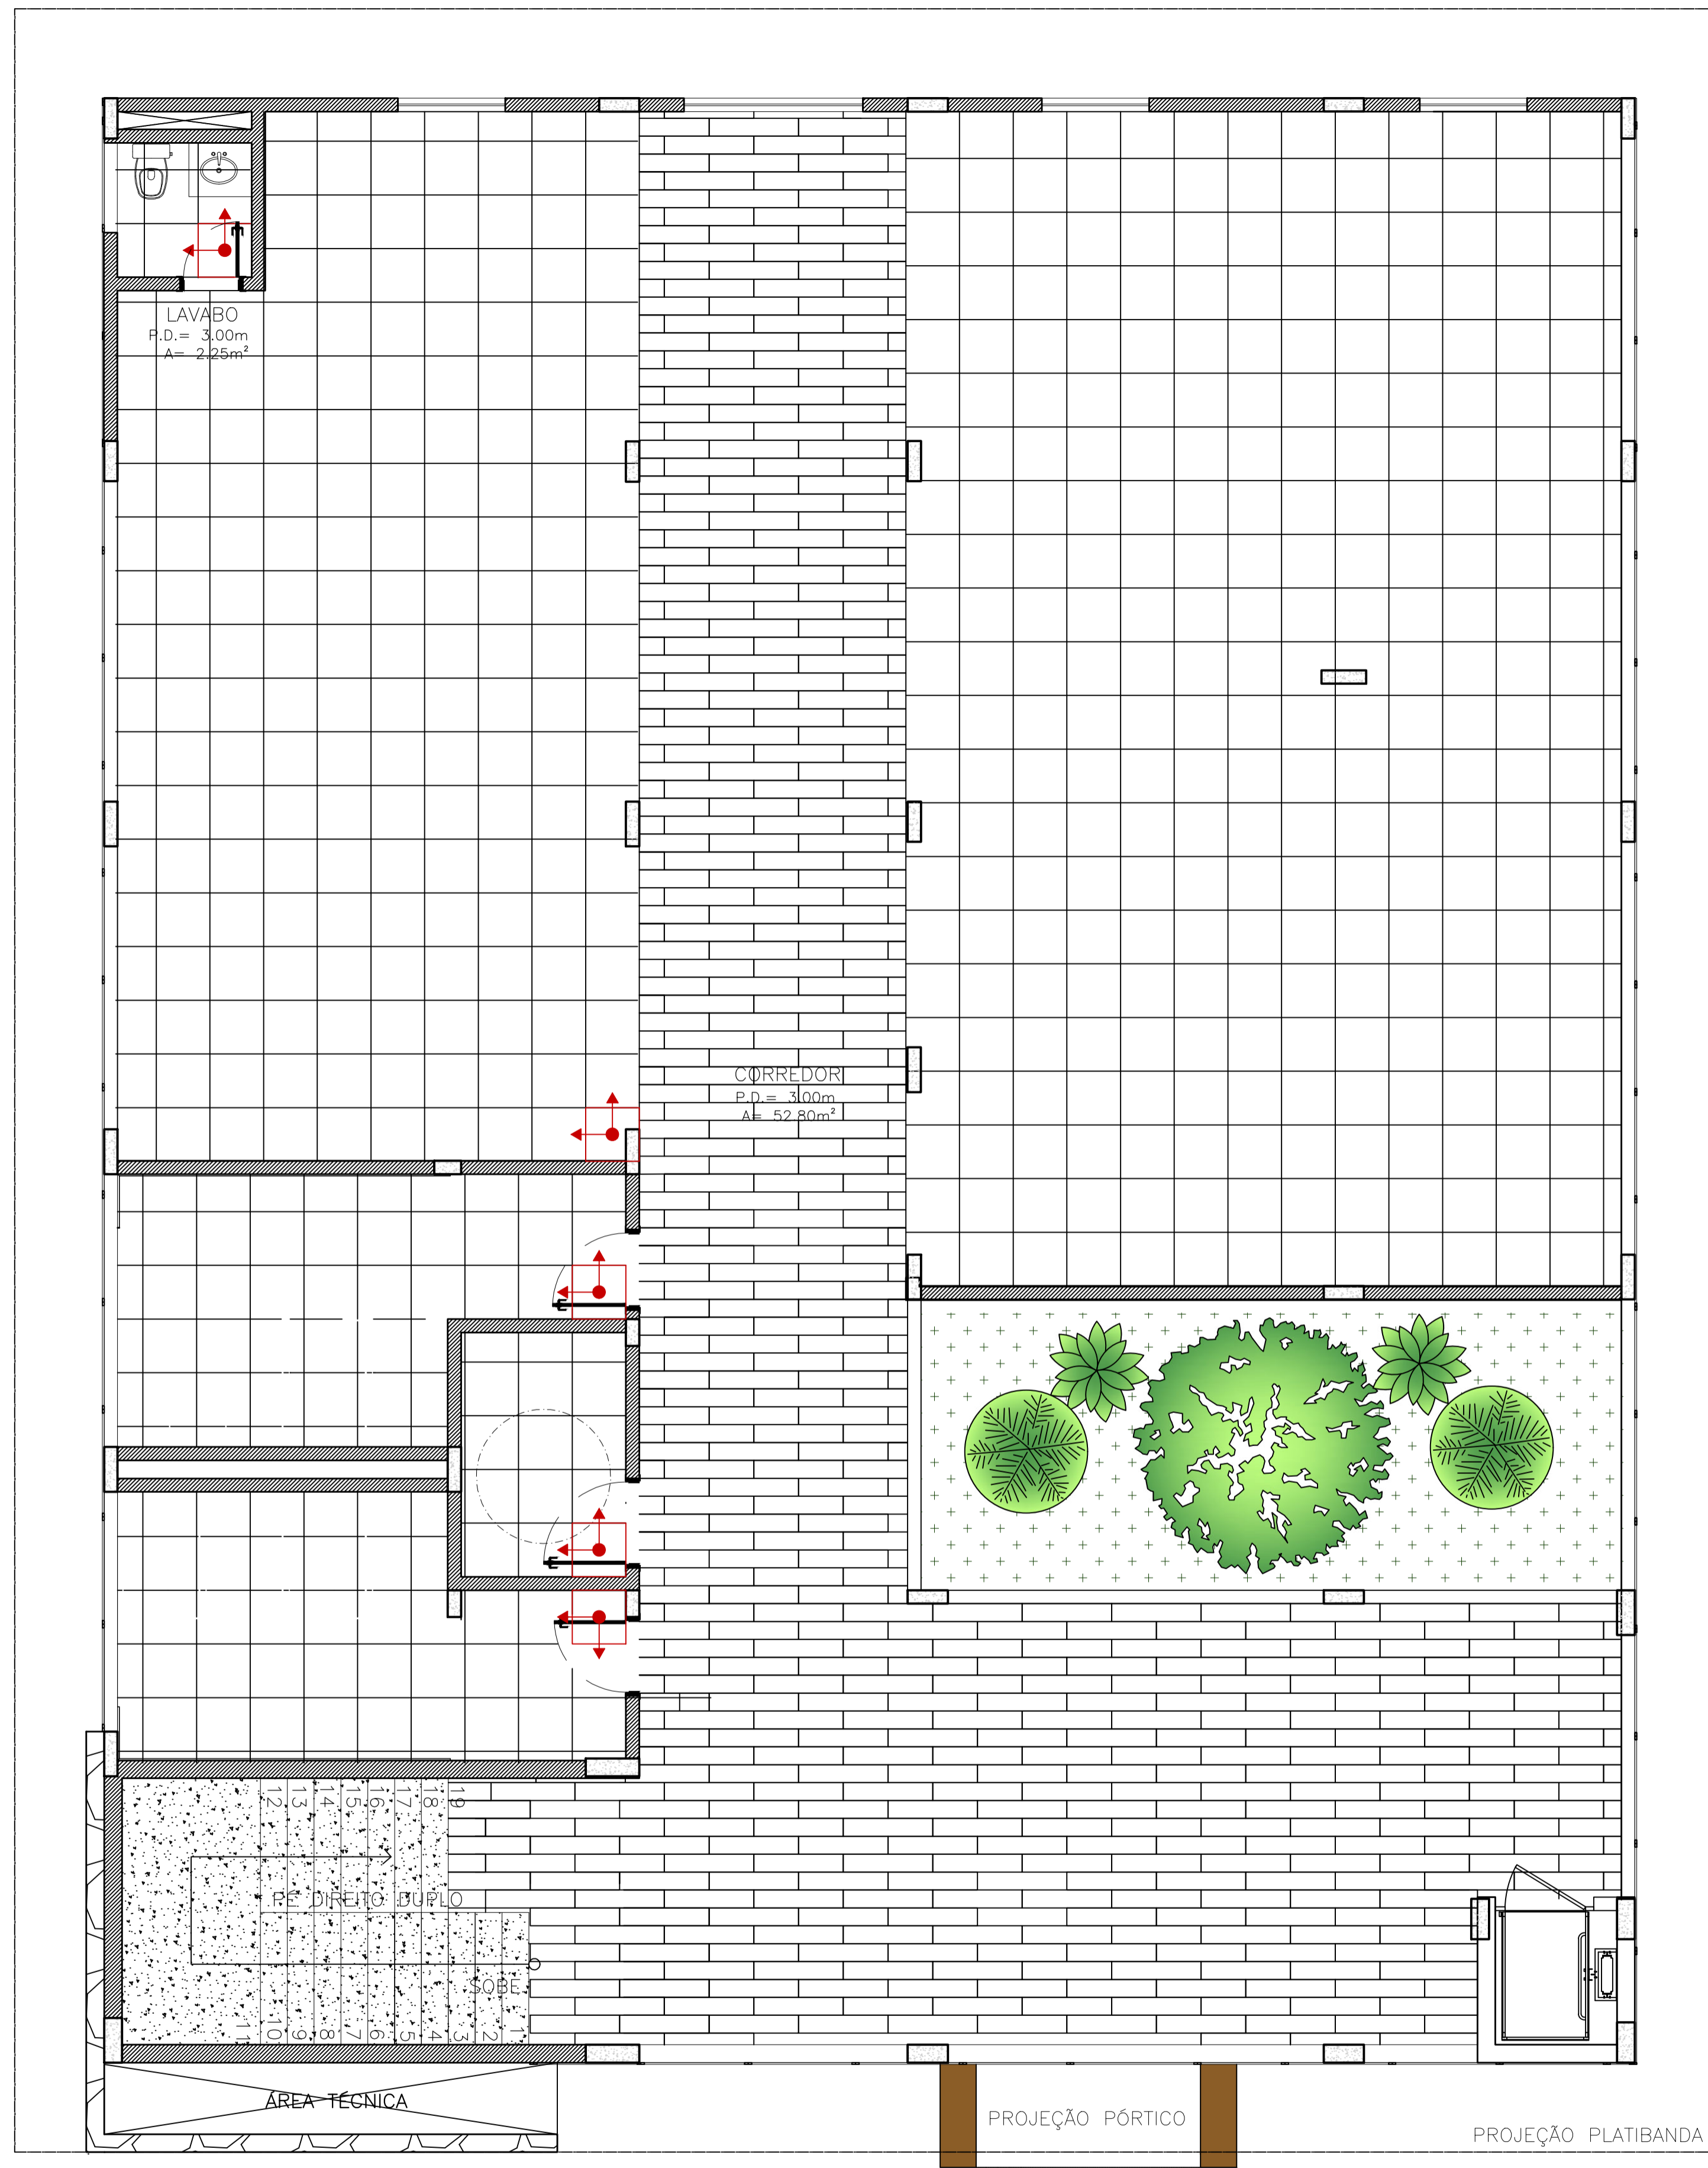 LAVABO
P.D.= 3.00m
A= 2.25m²
CORREDOR
P.D.= 3.00m
A= 52.80m²
12 13 14 15 16 17 18 19
PÉ DIREITO DUPLO
SOBE
11 10 9 8 7 6 5 4 3 2 1
ÁREA TÉCNICA
PROJEÇÃO PÓRTICO
PROJEÇÃO PLATIBANDA